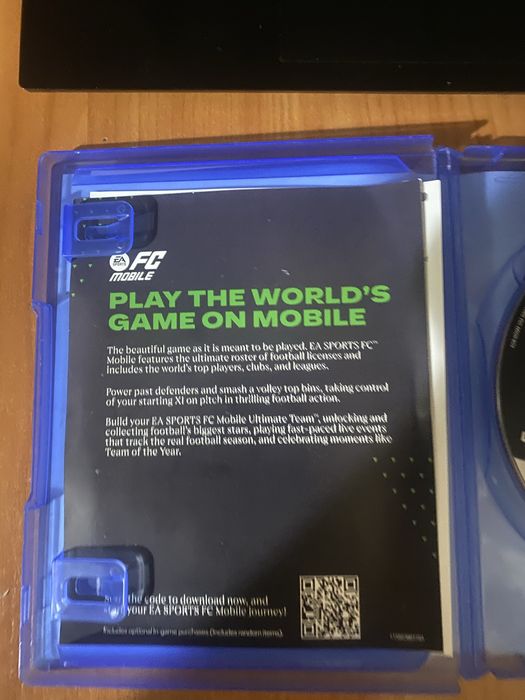 EA SPORTS FC
MOBILE
PLAY THE WORLD'S
GAME ON MOBILE
The beautiful game as it is meant to be played. EA SPORTS FC™
Mobile features the ultimate roster of football licenses and
includes the world's top players, clubs, and leagues.
Power past defenders and smash a volley top bins, taking control
of your starting XI on pitch in thrilling football action.
Build your EA SPORTS FC Mobile Ultimate Team™, unlocking and
collecting football's biggest stars, playing fast-paced live events
that track the real football season, and celebrating moments like
Team of the Year.
the code to download now, and
your EA SPORTS FC Mobile journey!
Includes optional in-game purchases (includes random items).